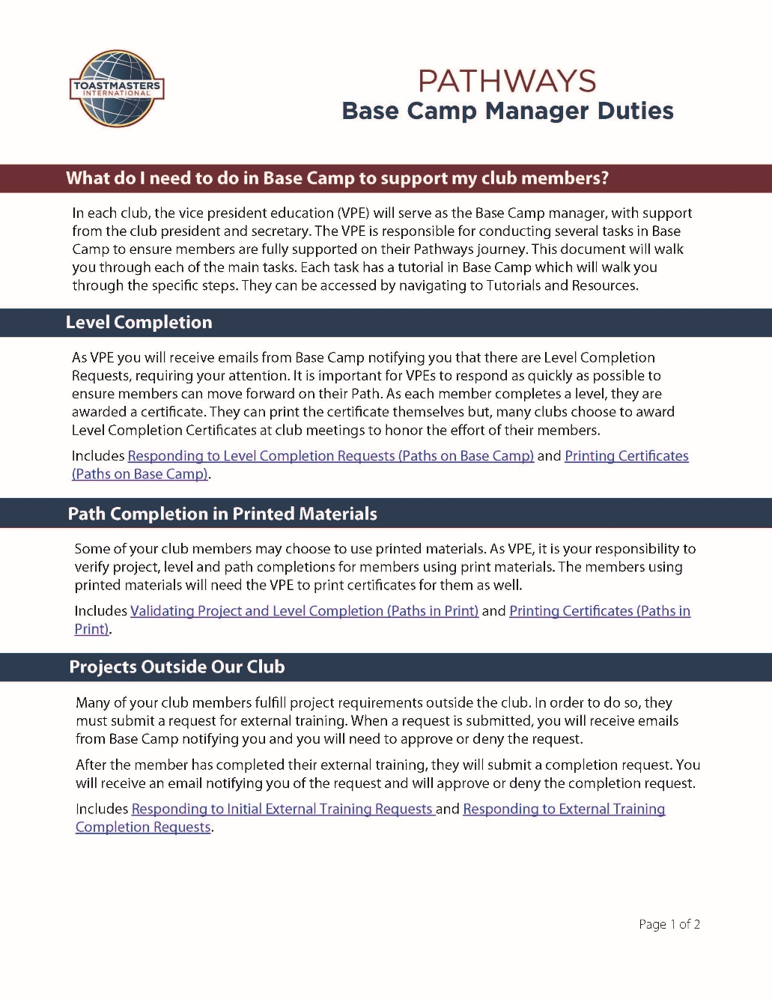 TOASTMASTERS
INTERNATIONAL
PATHWAYS
Base Camp Manager Duties
What do I need to do in Base Camp to support my club members?
In each club, the vice president education (VPE) will serve as the Base Camp manager, with support
from the club president and secretary. The VPE is responsible for conducting several tasks in Base
Camp to ensure members are fully supported on their Pathways journey. This document will walk
you through each of the main tasks. Each task has a tutorial in Base Camp which will walk you
through the specific steps. They can be accessed by navigating to Tutorials and Resources.
Level Completion
As VPE you will receive emails from Base Camp notifying you that there are Level Completion
Requests, requiring your attention. It is important for VPEs to respond as quickly as possible to
ensure members can move forward on their Path. As each member completes a level, they are
awarded a certificate. They can print the certificate themselves but, many clubs choose to award
Level Completion Certificates at club meetings to honor the effort of their members.
Includes Responding to Level Completion Requests (Paths on Base Camp) and Printing Certificates
(Paths on Base Camp).
Path Completion in Printed Materials
Some of your club members may choose to use printed materials. As VPE, it is your responsibility to
verify project, level and path completions for members using print materials. The members using
printed materials will need the VPE to print certificates for them as well.
Includes Validating Project and Level Completion (Paths in Print) and Printing Certificates (Paths in
Print).
Projects Outside Our Club
Many of your club members fulfill project requirements outside the club. In order to do so, they
must submit a request for external training. When a request is submitted, you will receive emails
from Base Camp notifying you and you will need to approve or deny the request.
After the member has completed their external training, they will submit a completion request. You
will receive an email notifying you of the request and will approve or deny the completion request.
Includes Responding to Initial External Training Requests and Responding to External Training
Completion Requests.
Page 1 of 2